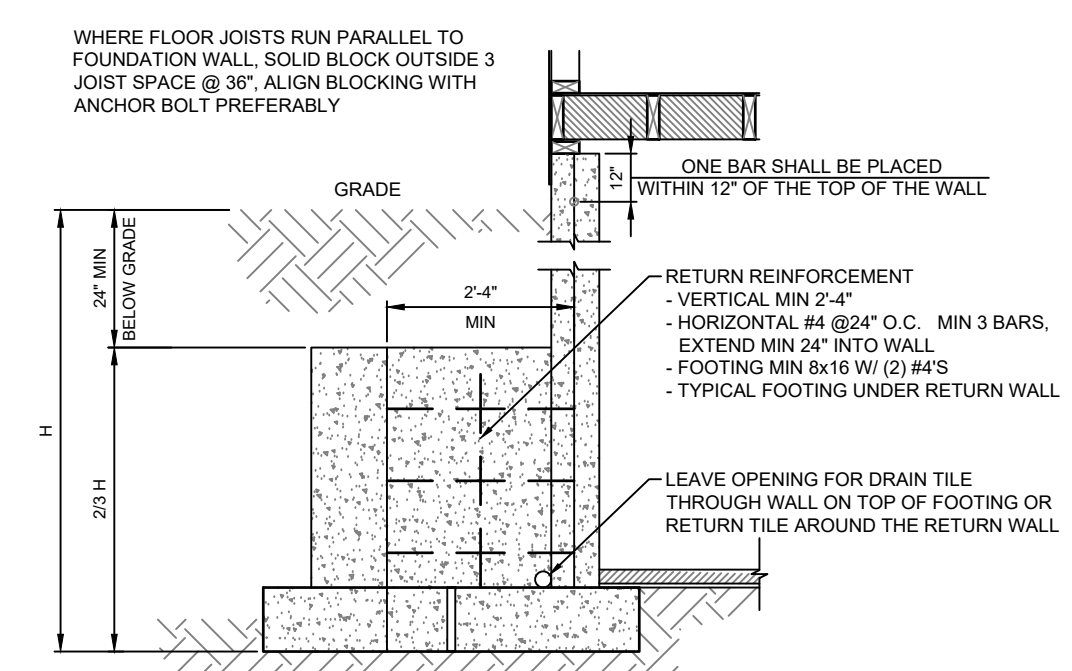 WHERE FLOOR JOISTS RUN PARALLEL TO
FOUNDATION WALL, SOLID BLOCK OUTSIDE 3
JOIST SPACE @ 36", ALIGN BLOCKING WITH
ANCHOR BOLT PREFERABLY
GRADE
12"
ONE BAR SHALL BE PLACED
WITHIN 12" OF THE TOP OF THE WALL
24" MIN
BELOW GRADE
2'-4"
MIN
RETURN REINFORCEMENT
- VERTICAL MIN 2'-4"
- HORIZONTAL #4 @24" O.C. MIN 3 BARS,
EXTEND MIN 24" INTO WALL
- FOOTING MIN 8x16 W/ (2) #4'S
- TYPICAL FOOTING UNDER RETURN WALL
H
2/3 H
LEAVE OPENING FOR DRAIN TILE
THROUGH WALL ON TOP OF FOOTING OR
RETURN TILE AROUND THE RETURN WALL